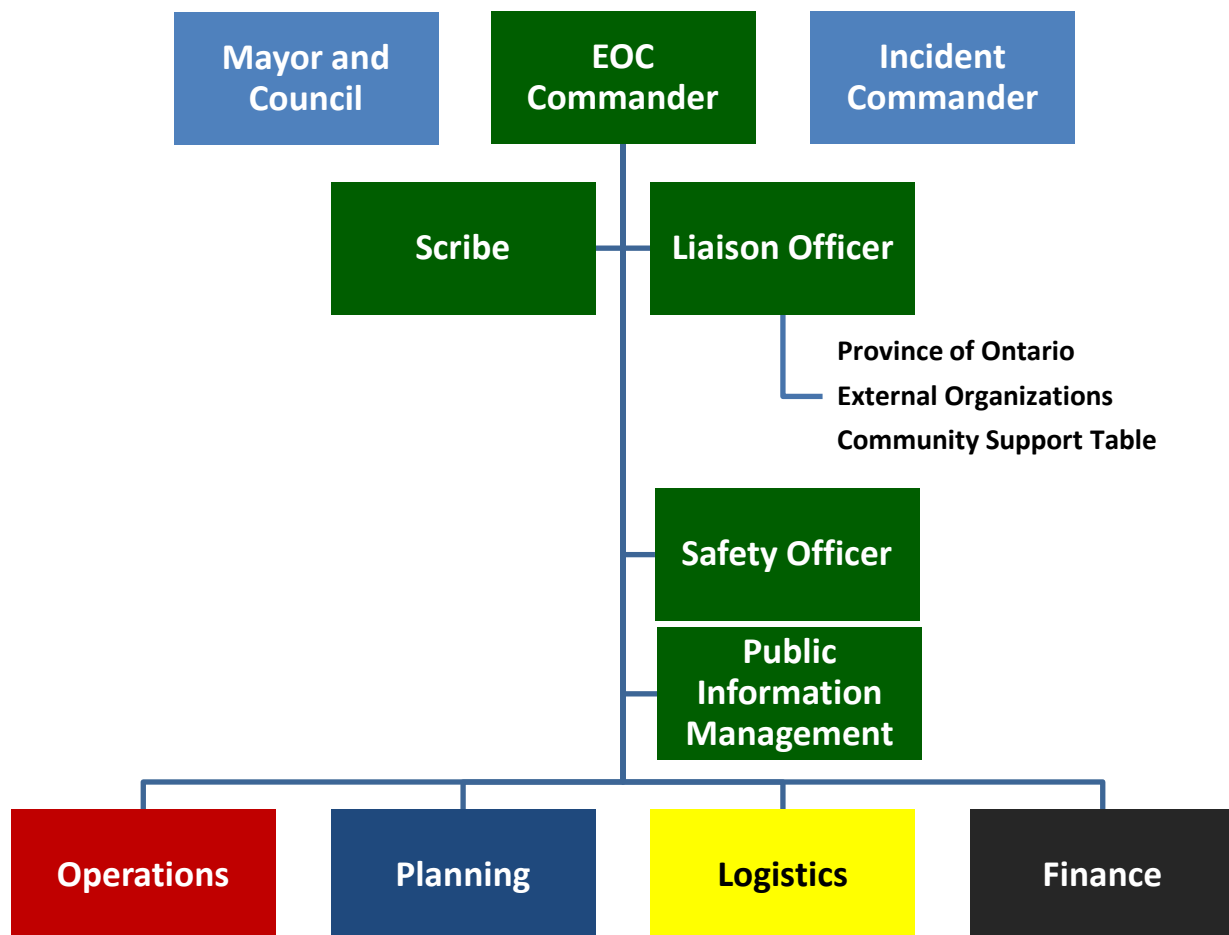 Mayor and
Council
EOC
Commander
Incident
Commander
Scribe
Liaison Officer
Province of Ontario
External Organizations
Community Support Table
Safety Officer
Public
Information
Management
Operations
Planning
Logistics
Finance